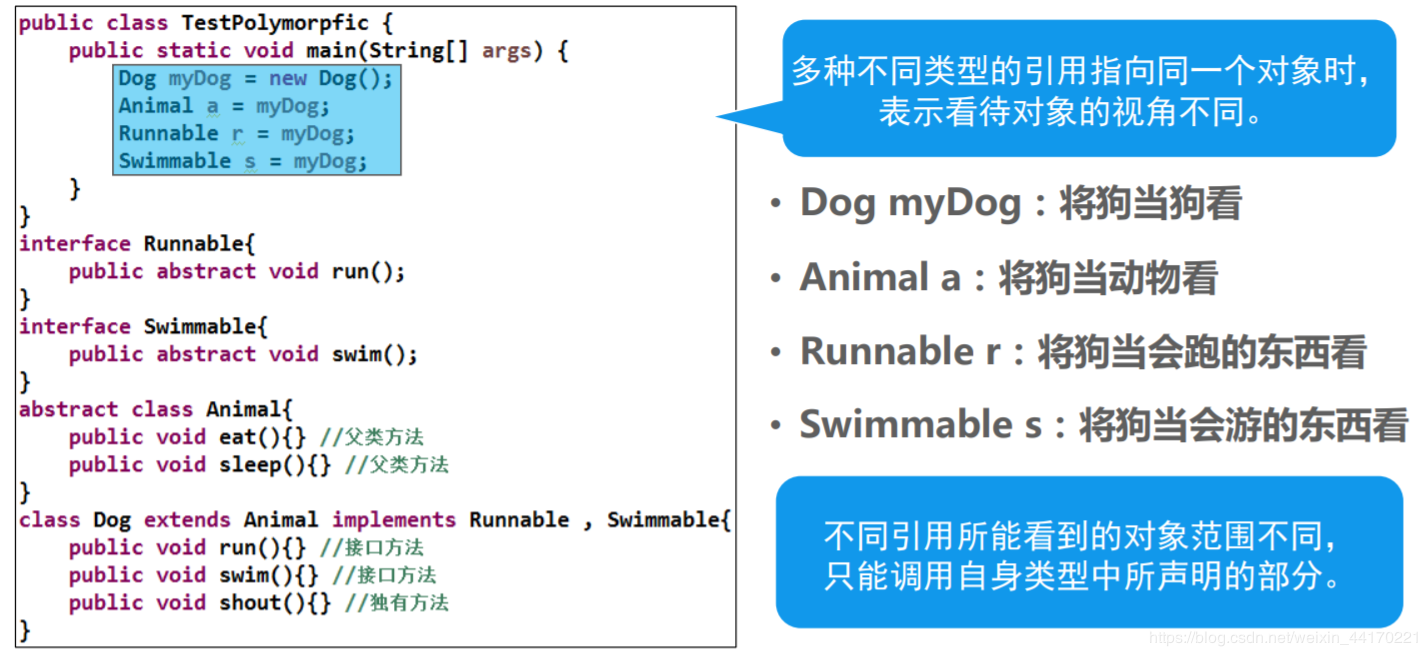 public class TestPolymorpfic {
    public static void main(String[] args) {
        Dog myDog = new Dog();
        Animal a = myDog;
        Runnable r = myDog;
        Swimmable s = myDog;
    }
}
interface Runnable{
    public abstract void run();
}
interface Swimmable{
    public abstract void swim();
}
abstract class Animal{
    public void eat(){} //父类方法
    public void sleep(){} //父类方法
}
class Dog extends Animal implements Runnable , Swimmable{
    public void run(){} //接口方法
    public void swim(){} //接口方法
    public void shout(){} //独有方法
}
多种不同类型的引用指向同一个对象时，
表示看待对象的视角不同。
• Dog myDog：将狗当狗看
• Animal a：将狗当动物看
• Runnable r：将狗当会跑的东西看
• Swimmable s：将狗当会游的东西看
不同引用所能看到的对象范围不同，
只能调用自身类型中所声明的部分。
https://blog.csdn.net/weixin_44170221